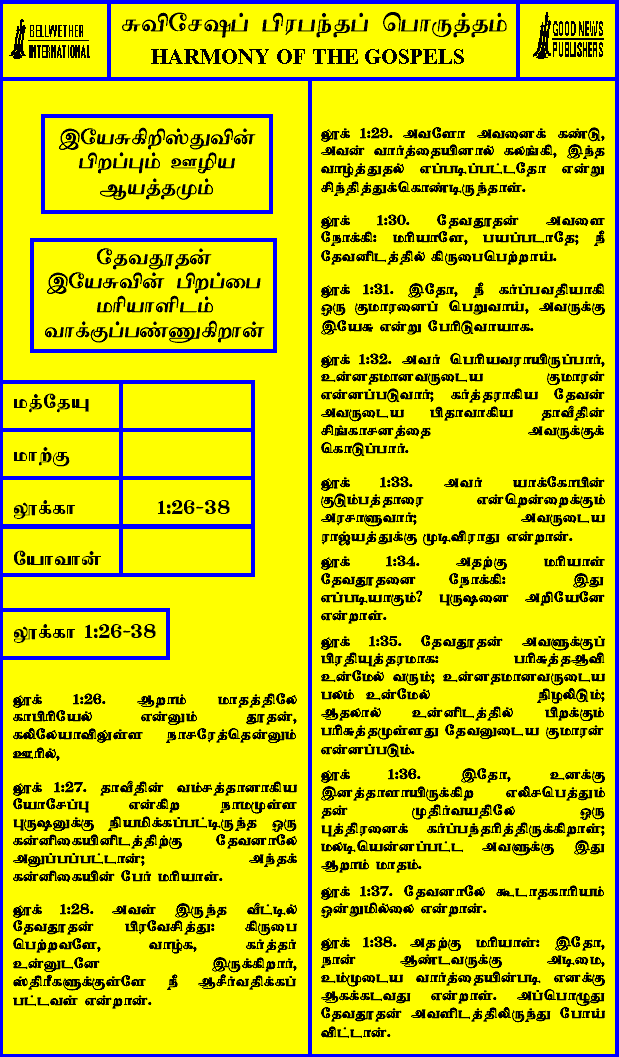 BELLWETHER
INTERNATIONAL
சுவிசேஷப் பிரபந்தப் பொருத்தம்
HARMONY OF THE GOSPELS
GOOD NEWS
PUBLISHERS
இயேசுகிறிஸ்துவின்
பிறப்பும் ஊழிய
ஆயத்தமும்
தேவதூதன்
இயேசுவின் பிறப்பை
மரியாளிடம்
வாக்குப்பண்ணுகிறான்
மத்தேயு
மாற்கு
லூக்கா 1:26-38
யோவான்
லூக்கா 1:26-38
லூக் 1:26. ஆறாம் மாதத்திலே
காபிரியேல் என்னும் தூதன்,
கலிலேயாவிலுள்ள நாசரேத்தென்னும்
ஊரில்,
லூக் 1:27. தாவீதின் வம்சத்தானாகிய
யோசேப்பு என்கிற நாமமுள்ள
புருஷனுக்கு நியமிக்கப்பட்டிருந்த ஒரு
கன்னிகையினிடத்திற்கு தேவனாலே
அனுப்பப்பட்டான்; அந்தக்
கன்னிகையின் பேர் மரியாள்.
லூக் 1:28. அவள் இருந்த வீட்டில்
தேவதூதன் பிரவேசித்து: கிருபை
பெற்றவளே, வாழ்க, கர்த்தர்
உன்னுடனே இருக்கிறார்,
ஸ்திரீகளுக்குள்ளே நீ ஆசீர்வதிக்கப்
பட்டவள் என்றான்.
லூக் 1:29. அவளோ அவனைக் கண்டு,
அவன் வார்த்தையினால் கலங்கி, இந்த
வாழ்த்துதல் எப்படிப்பட்டதோ என்று
சிந்தித்துக்கொண்டிருந்தாள்.
லூக் 1:30. தேவதூதன் அவளை
நோக்கி: மரியாளே, பயப்படாதே; நீ
தேவனிடத்தில் கிருபைபெற்றாய்.
லூக் 1:31. இதோ, நீ கர்ப்பவதியாகி
ஒரு குமாரனைப் பெறுவாய், அவருக்கு
இயேசு என்று பேரிடுவாயாக.
லூக் 1:32. அவர் பெரியவராயிருப்பார்,
உன்னதமானவருடைய குமாரன்
என்னப்படுவார்; கர்த்தராகிய தேவன்
அவருடைய பிதாவாகிய தாவீதின்
சிங்காசனத்தை அவருக்குக்
கொடுப்பார்.
லூக் 1:33. அவர் யாக்கோபின்
குடும்பத்தாரை என்றென்றைக்கும்
அரசாளுவார்; அவருடைய
ராஜ்யத்துக்கு முடிவிராது என்றான்.
லூக் 1:34. அதற்கு மரியாள்
தேவதூதனை நோக்கி: இது
எப்படியாகும்? புருஷனை அறியேனே
என்றாள்.
லூக் 1:35. தேவதூதன் அவளுக்குப்
பிரதியுத்தரமாக: பரிசுத்தஆவி
உன்மேல் வரும்; உன்னதமானவருடைய
பலம் உன்மேல் நிழலிடும்;
ஆதலால் உன்னிடத்தில் பிறக்கும்
பரிசுத்தமுள்ளது தேவனுடைய குமாரன்
என்னப்படும்.
லூக் 1:36. இதோ, உனக்கு
இனத்தாளாயிருக்கிற எலிசபெத்தும்
தன் முதிர்வயதிலே ஒரு
புத்திரனைக் கர்ப்பந்தரித்திருக்கிறாள்;
மலடியென்னப்பட்ட அவளுக்கு இது
ஆறாம் மாதம்.
லூக் 1:37. தேவனாலே கூடாதகாரியம்
ஒன்றுமில்லை என்றான்.
லூக் 1:38. அதற்கு மரியாள்: இதோ,
நான் ஆண்டவருக்கு அடிமை,
உம்முடைய வார்த்தையின்படி எனக்கு
ஆகக்கடவது என்றாள். அப்பொழுது
தேவதூதன் அவளிடத்திலிருந்து போய்
விட்டான்.